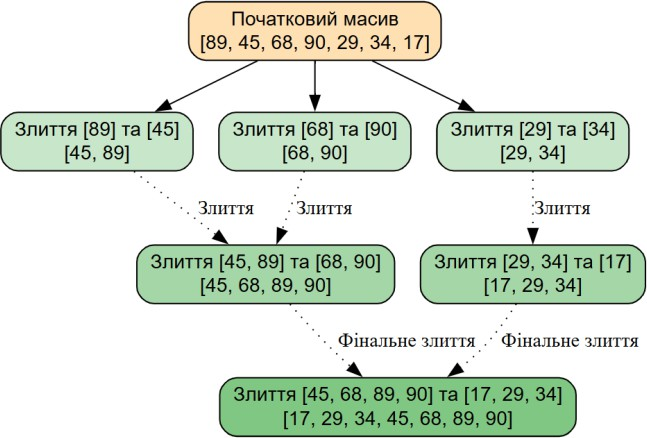 Початковий масив
[89, 45, 68, 90, 29, 34, 17]
Злиття [89] та [45]
[45, 89]
Злиття [68] та [90]
[68, 90]
Злиття [29] та [34]
[29, 34]
Злиття
Злиття
Злиття
Злиття [45, 89] та [68, 90]
[45, 68, 89, 90]
Злиття [29, 34] та [17]
[17, 29, 34]
Фінальне злиття
Фінальне злиття
Злиття [45, 68, 89, 90] та [17, 29, 34]
[17, 29, 34, 45, 68, 89, 90]